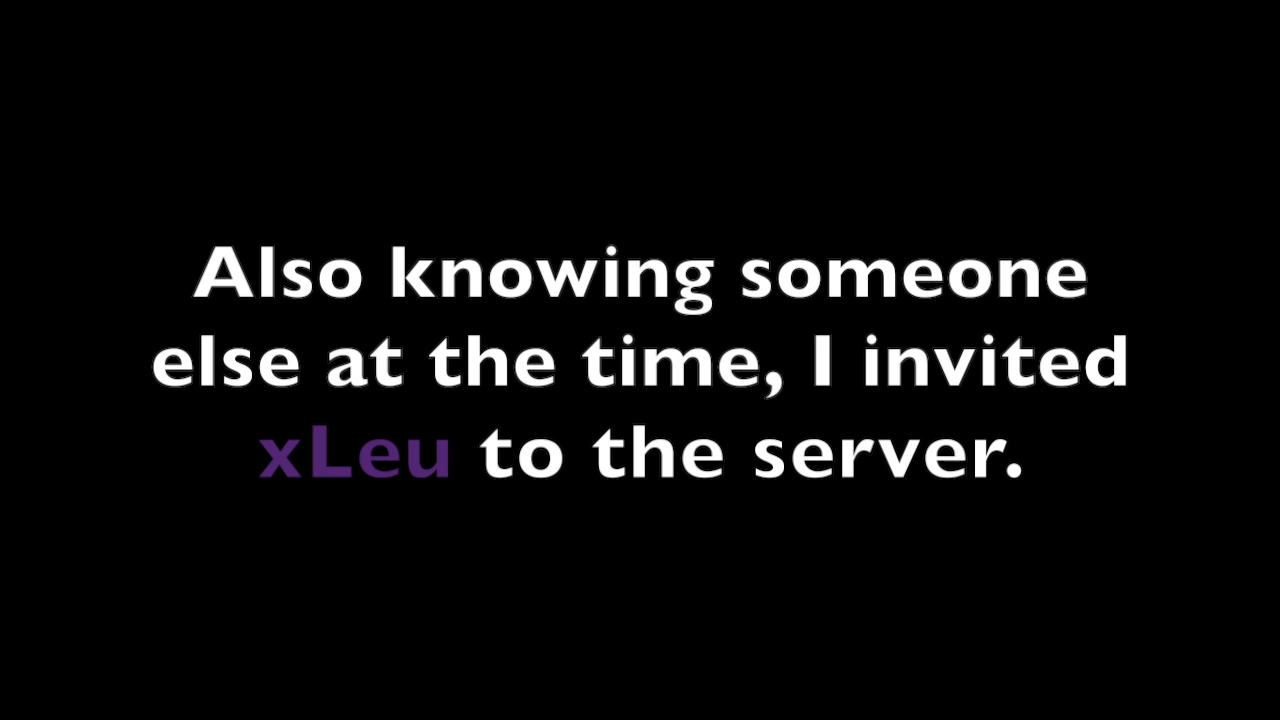 Also knowing someone
else at the time, I invited
xLeu to the server.